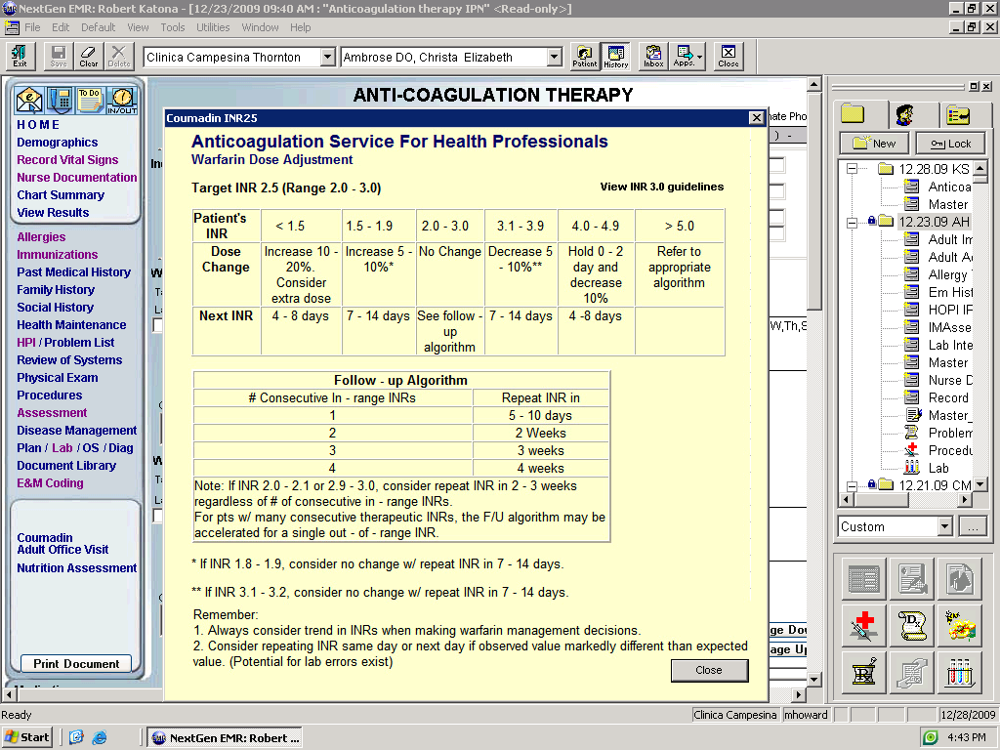 NextGen EMR: Robert Katona - [12/23/2009 09:40 AM : "Anticoagulation therapy IPN" <Read-only>]
File Edit Default View Tools Utilities Window Help
Clinica Campesina Thornton
Ambrose DO, Christa Elizabeth
Exit Save Clear Delete Patient History Inbox Apps. Close
To Do
IN/OUT
HOME
Demographics
Record Vital Signs
Nurse Documentation
Chart Summary
View Results
Allergies
Immunizations
Past Medical History
Family History
Social History
Health Maintenance
HPI / Problem List
Review of Systems
Physical Exam
Procedures
Assessment
Disease Management
Plan / Lab / OS / Diag
Document Library
E&M Coding
Coumadin
Adult Office Visit
Nutrition Assessment
Print Document
ANTI-COAGULATION THERAPY
Coumadin INR25
Anticoagulation Service For Health Professionals
Warfarin Dose Adjustment
Target INR 2.5 (Range 2.0 - 3.0)
View INR 3.0 guidelines
Patient's INR < 1.5 1.5 - 1.9 2.0 - 3.0 3.1 - 3.9 4.0 - 4.9 > 5.0
Dose Change Increase 10 - 20%. Consider extra dose Increase 5 - 10%* No Change Decrease 5 - 10%** Hold 0 - 2 day and decrease 10% Refer to appropriate algorithm
Next INR 4 - 8 days 7 - 14 days See follow - up algorithm 7 - 14 days 4 -8 days
Follow - up Algorithm
# Consecutive In - range INRs Repeat INR in
1 5 - 10 days
2 2 Weeks
3 3 weeks
4 4 weeks
Note: If INR 2.0 - 2.1 or 2.9 - 3.0, consider repeat INR in 2 - 3 weeks
regardless of # of consecutive in - range INRs.
For pts w/ many consecutive therapeutic INRs, the F/U algorithm may be
accelerated for a single out - of - range INR.
* If INR 1.8 - 1.9, consider no change w/ repeat INR in 7 - 14 days.
** If INR 3.1 - 3.2, consider no change w/ repeat INR in 7 - 14 days.
Remember:
1. Always consider trend in INRs when making warfarin management decisions.
2. Consider repeating INR same day or next day if observed value markedly different than expected
value. (Potential for lab errors exist)
Close
nate Pho
) -
W,Th,S
ge Dou
age Up
New
Lock
12.28.09 KS
Anticoa
Master
12.23.09 AH
Adult Im
Adult Ac
Allergy
Em Hist
HOPI IF
IMAsse
Lab Inte
Master
Nurse D
Record
Master_
Problem
Procedu
Lab
12.21.09 CM
Custom
...
Ready
Clinica Campesina
mhoward
12/28/2009
Start
NextGen EMR: Robert ...
4:43 PM